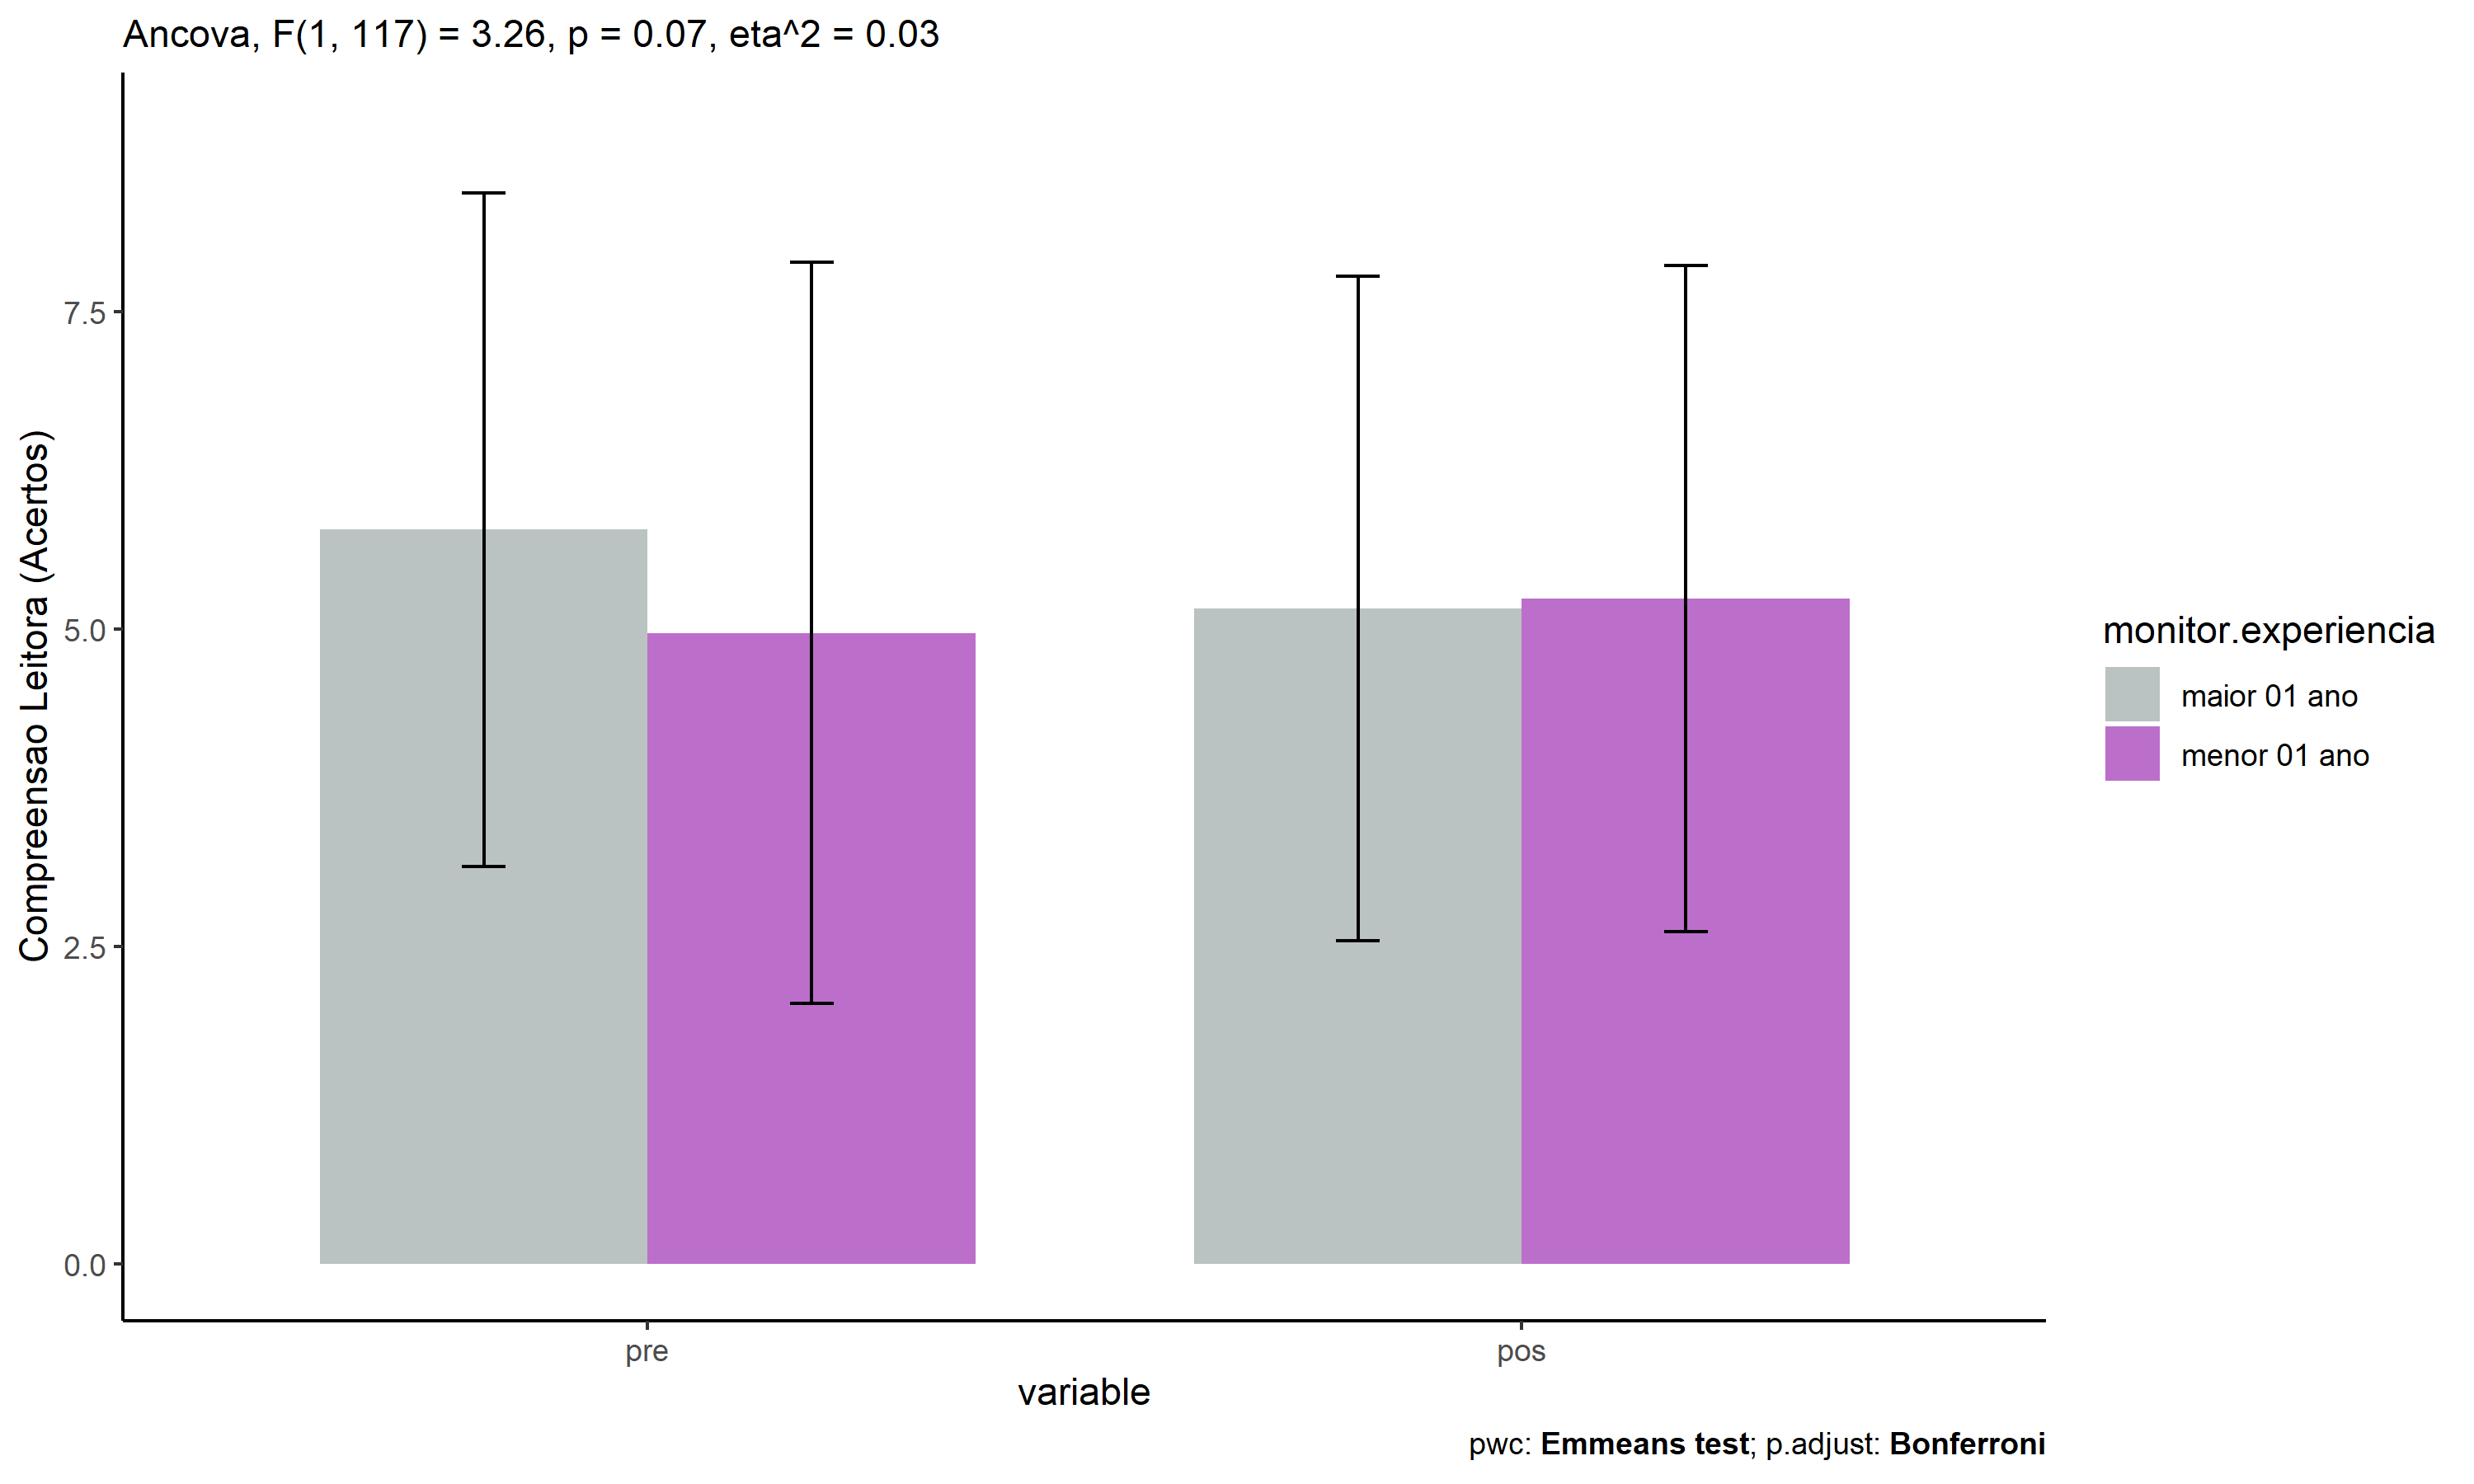 Ancova, F(1, 117) = 3.26, p = 0.07, eta^2 = 0.03
Compreensao Leitora (Acertos)
7.5
5.0
2.5
0.0
pre
pos
variable
monitor.experiencia
maior 01 ano
menor 01 ano
pwc: Emmeans test; p.adjust: Bonferroni